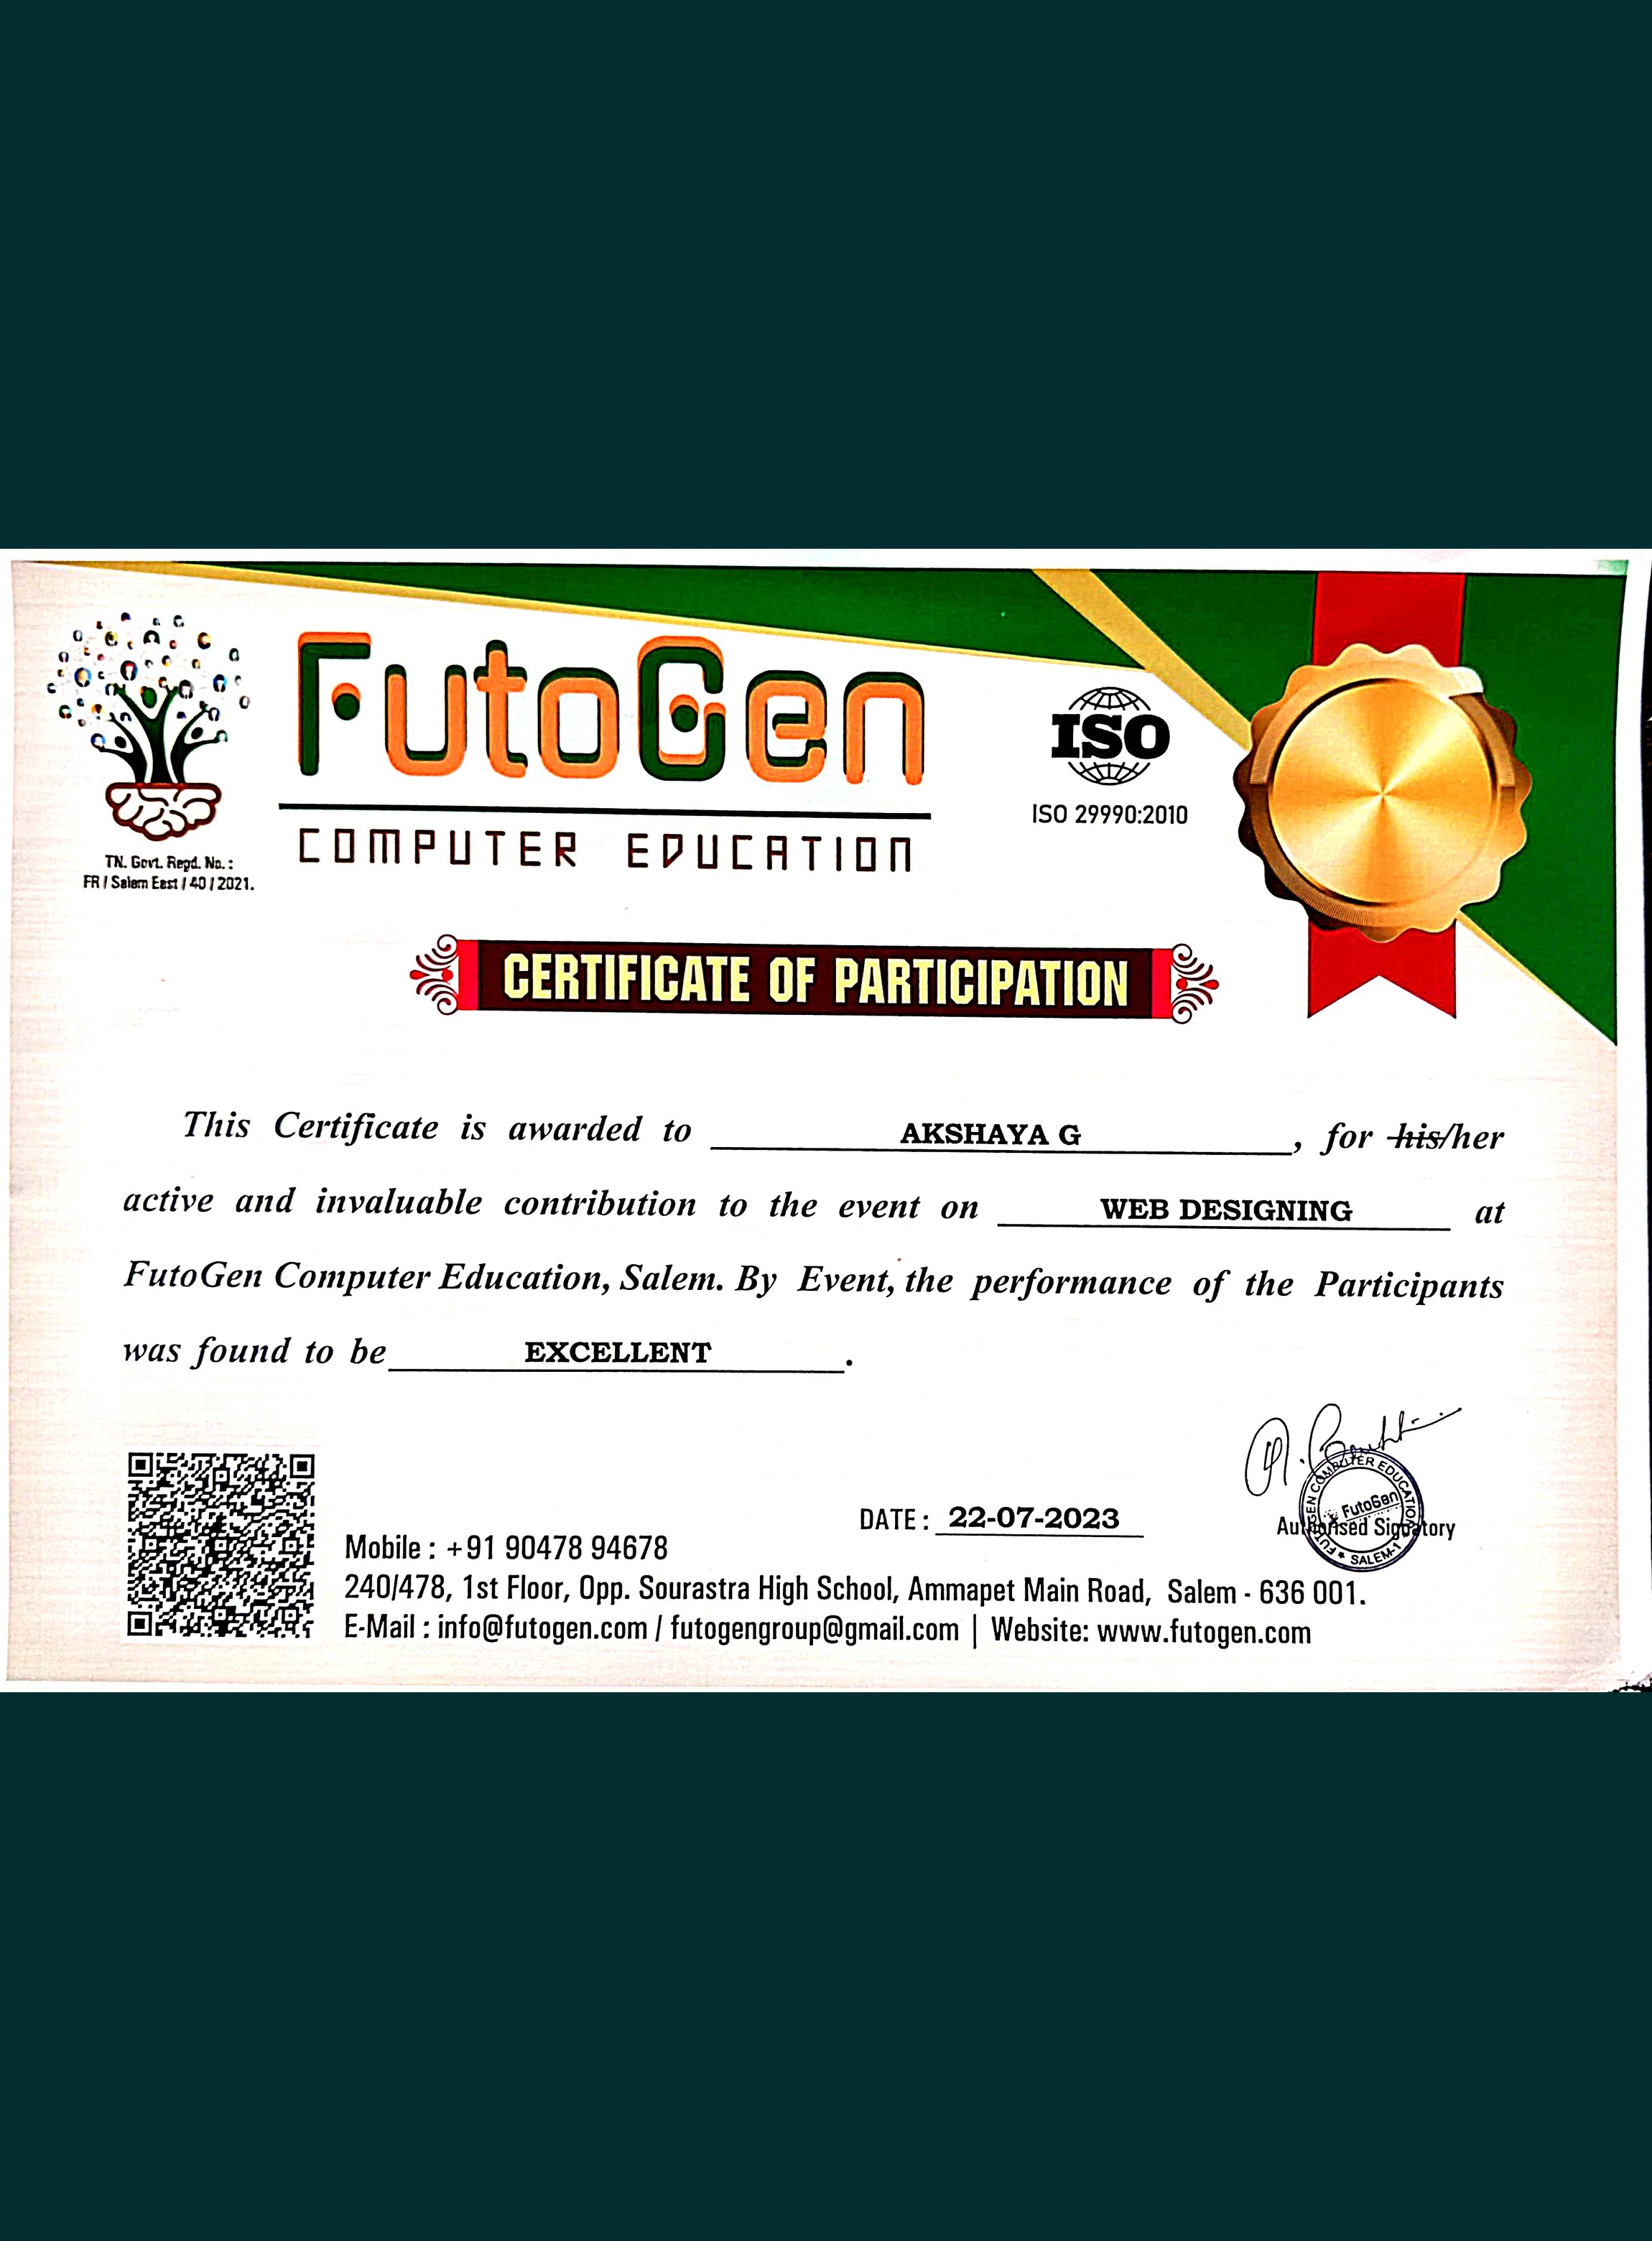 FutoGen
COMPUTER EDUCATION
TN. Govt. Regd. No. :
FR / Salem East / 40 / 2021.
ISO
ISO 29990:2010
CERTIFICATE OF PARTICIPATION
This Certificate is awarded to AKSHAYA G, for his/her
active and invaluable contribution to the event on WEB DESIGNING at
FutoGen Computer Education, Salem. By Event, the performance of the Participants
was found to be EXCELLENT.
DATE : 22-07-2023
FUTOGEN COMPUTER EDUCATION
FutoGen
SALEM-1
Authorised Signatory
Mobile : +91 90478 94678
240/478, 1st Floor, Opp. Sourastra High School, Ammapet Main Road, Salem - 636 001.
E-Mail : info@futogen.com / futogengroup@gmail.com | Website: www.futogen.com